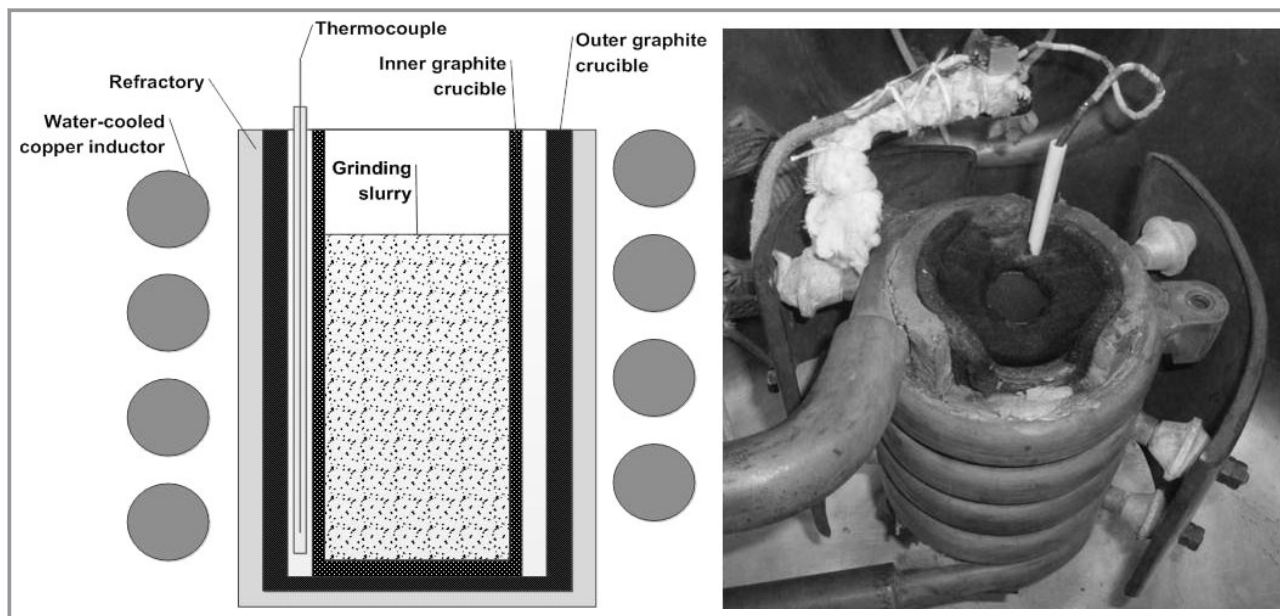 Thermocouple
Outer graphite
crucible
Inner graphite
crucible
Refractory
Water-cooled
copper inductor
Grinding
slurry